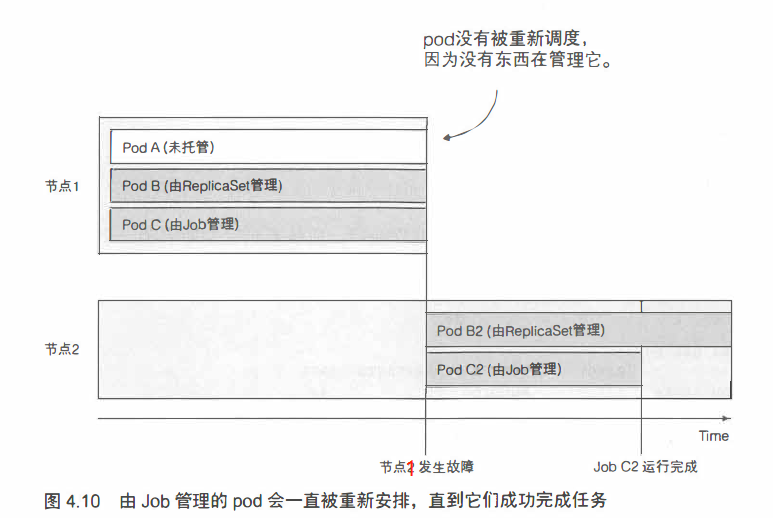 pod没有被重新调度，
因为没有东西在管理它。
Pod A (未托管)
节点1
Pod B (由ReplicaSet管理)
Pod C (由Job管理)
Pod B2 (由ReplicaSet管理)
节点2
Pod C2 (由Job管理)
Time
节点1发生故障
Job C2 运行完成
图 4.10 由 Job 管理的 pod 会一直被重新安排，直到它们成功完成任务